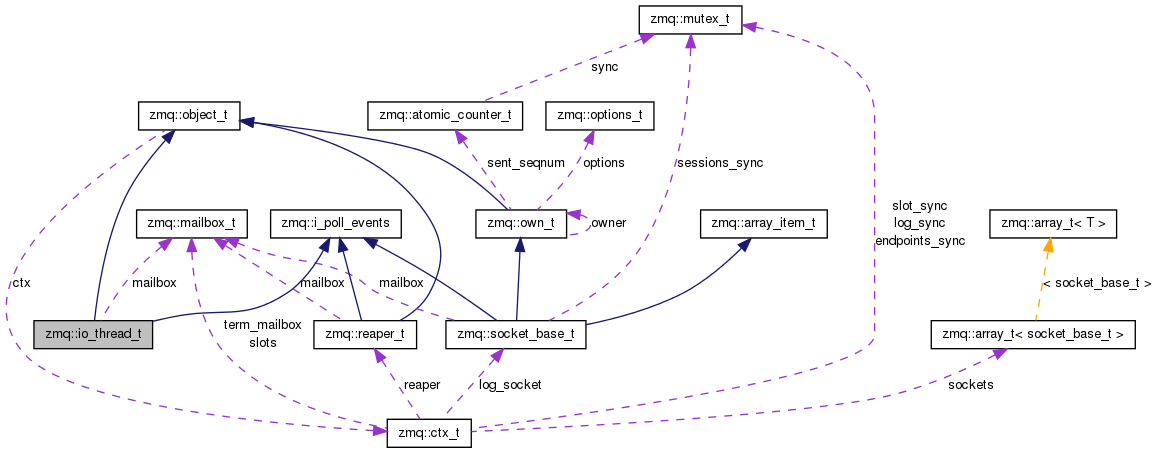 zmq::mutex_t
sync
zmq::object_t
zmq::atomic_counter_t
zmq::options_t
sent_seqnum
options
sessions_sync
zmq::mailbox_t
zmq::i_poll_events
zmq::own_t
owner
zmq::array_item_t
slot_sync
log_sync
endpoints_sync
zmq::array_t< T >
ctx
mailbox
mailbox
mailbox
< socket_base_t >
zmq::io_thread_t
term_mailbox
slots
zmq::reaper_t
zmq::socket_base_t
zmq::array_t< socket_base_t >
reaper
log_socket
sockets
zmq::ctx_t